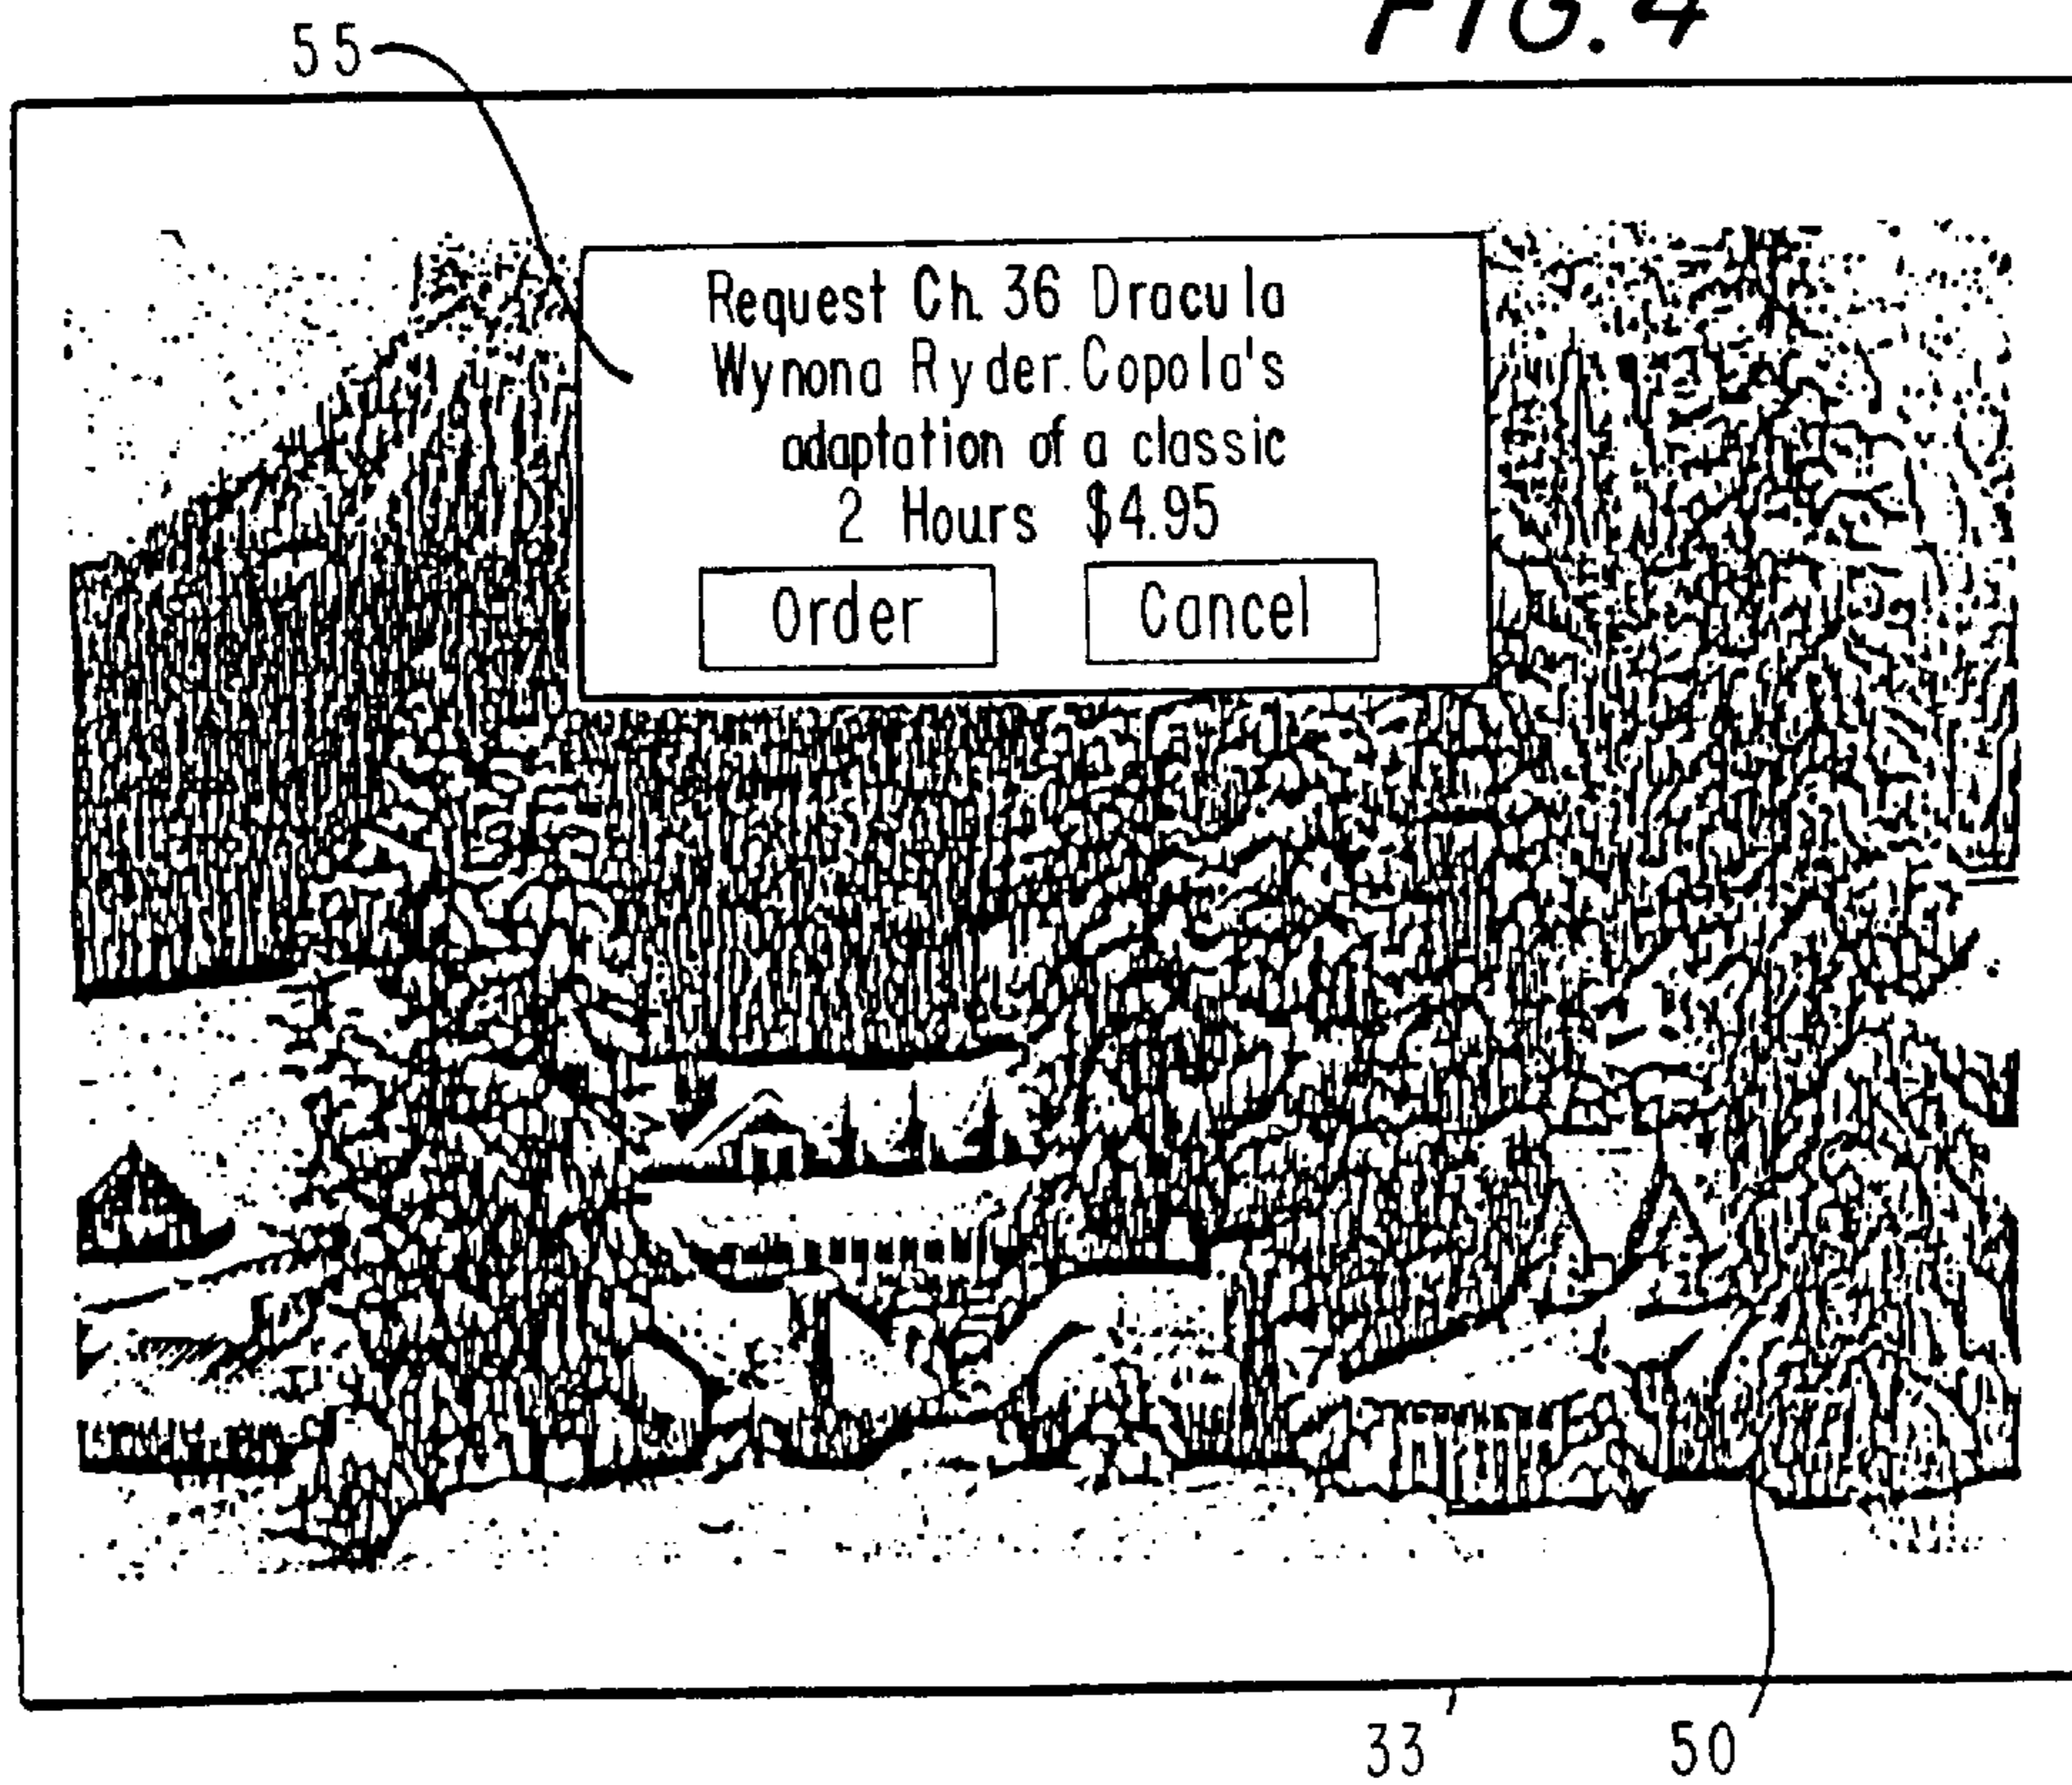 FIG. 4
55
Request Ch. 36 Dracula
Wynona Ryder. Copola's
adaptation of a classic
2 Hours $4.95
Order Cancel
33 50